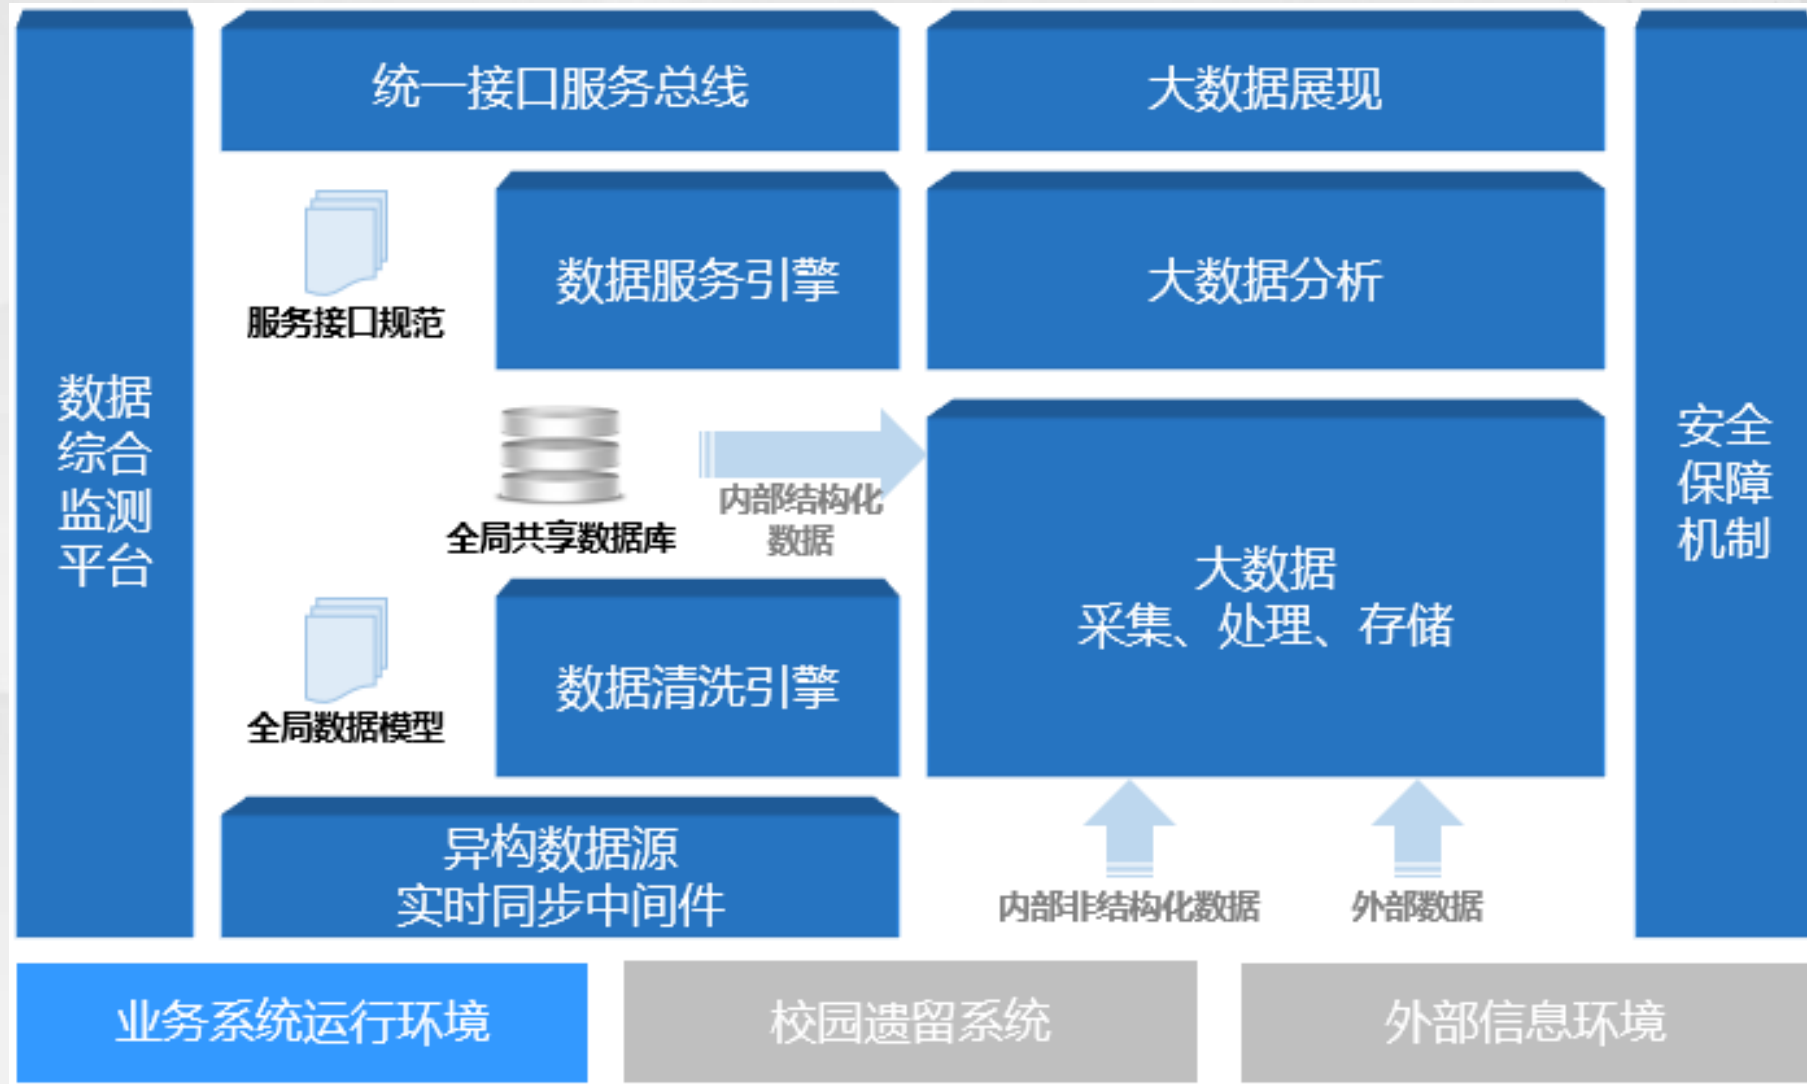 统一接口服务总线
大数据展现
服务接口规范
数据服务引擎
大数据分析
数据
综合
监测
平台
全局共享数据库
内部结构化
数据
大数据
采集、处理、存储
安全
保障
机制
全局数据模型
数据清洗引擎
异构数据源
实时同步中间件
内部非结构化数据
外部数据
业务系统运行环境
校园遗留系统
外部信息环境